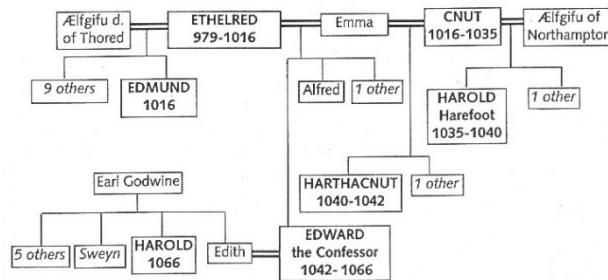 Ælfgifu d.
of Thored
ETHELRED
979-1016
Emma
CNUT
1016-1035
Ælfgifu of
Northampton
9 others
EDMUND
1016
Alfred
1 other
HAROLD
Harefoot
1035-1040
1 other
Earl Godwine
HARTHACNUT
1040-1042
1 other
5 others
Sweyn
HAROLD
1066
Edith
EDWARD
the Confessor
1042- 1066